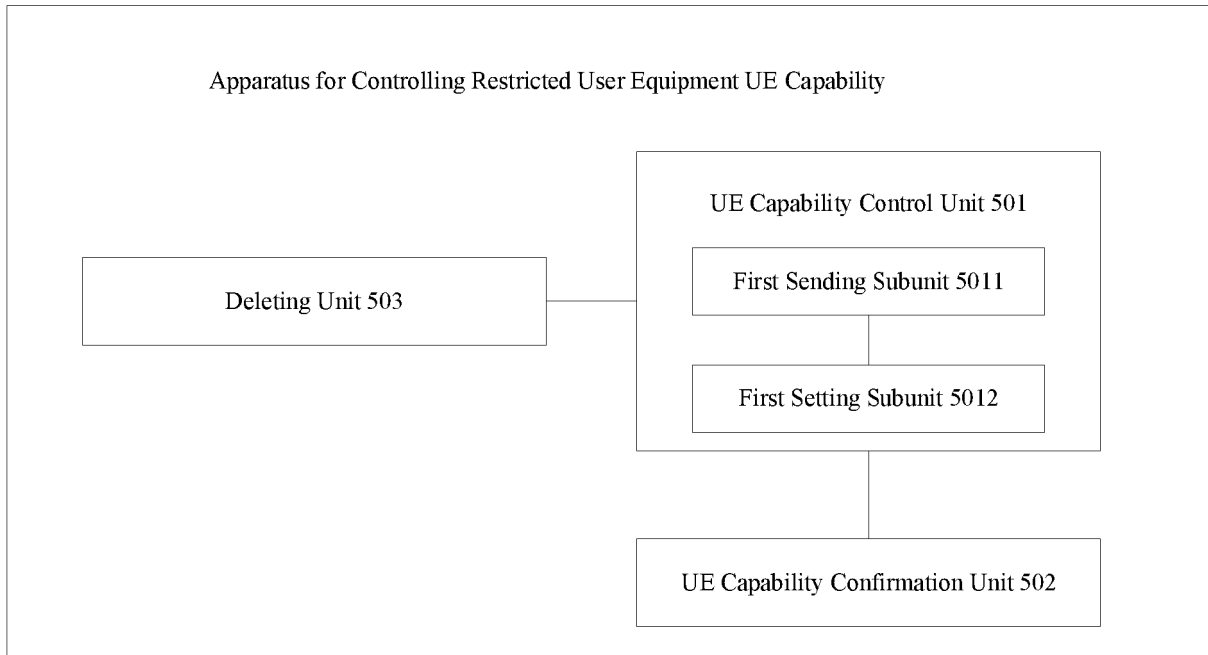 Apparatus for Controlling Restricted User Equipment UE Capability
UE Capability Control Unit 501
First Sending Subunit 5011
Deleting Unit 503
First Setting Subunit 5012
UE Capability Confirmation Unit 502